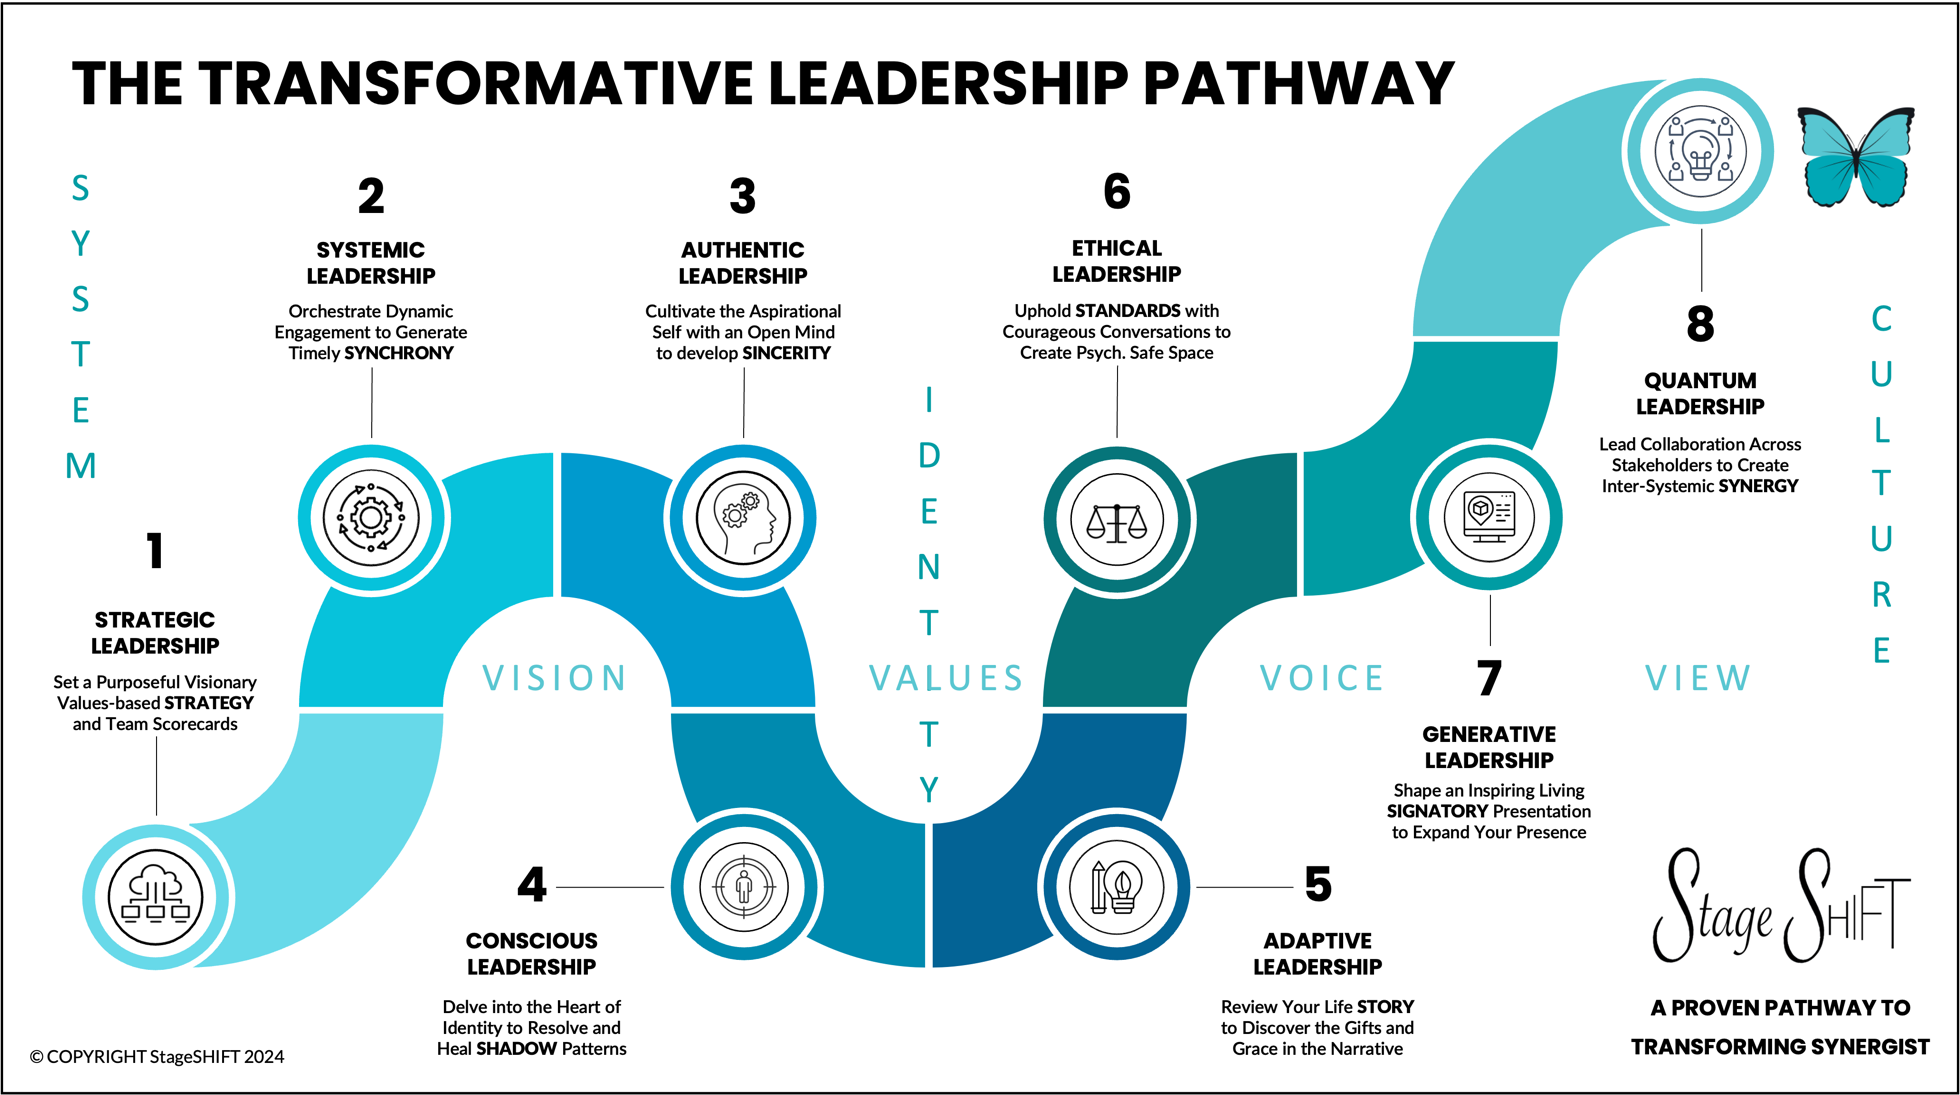 THE TRANSFORMATIVE LEADERSHIP PATHWAY
SYSTEM
1
STRATEGIC
LEADERSHIP
Set a Purposeful Visionary
Values-based STRATEGY
and Team Scorecards
2
SYSTEMIC
LEADERSHIP
Orchestrate Dynamic
Engagement to Generate
Timely SYNCHRONY
3
AUTHENTIC
LEADERSHIP
Cultivate the Aspirational
Self with an Open Mind
to develop SINCERITY
4
CONSCIOUS
LEADERSHIP
Delve into the Heart of
Identity to Resolve and
Heal SHADOW Patterns
IDENTITY
5
ADAPTIVE
LEADERSHIP
Review Your Life STORY
to Discover the Gifts and
Grace in the Narrative
6
ETHICAL
LEADERSHIP
Uphold STANDARDS with
Courageous Conversations to
Create Psych. Safe Space
7
GENERATIVE
LEADERSHIP
Shape an Inspiring Living
SIGNATORY Presentation
to Expand Your Presence
8
QUANTUM
LEADERSHIP
Lead Collaboration Across
Stakeholders to Create
Inter-Systemic SYNERGY
CULTURE
VISION
VALUES
VOICE
VIEW
Stage SHIFT
A PROVEN PATHWAY TO
TRANSFORMING SYNERGIST
© COPYRIGHT StageSHIFT 2024